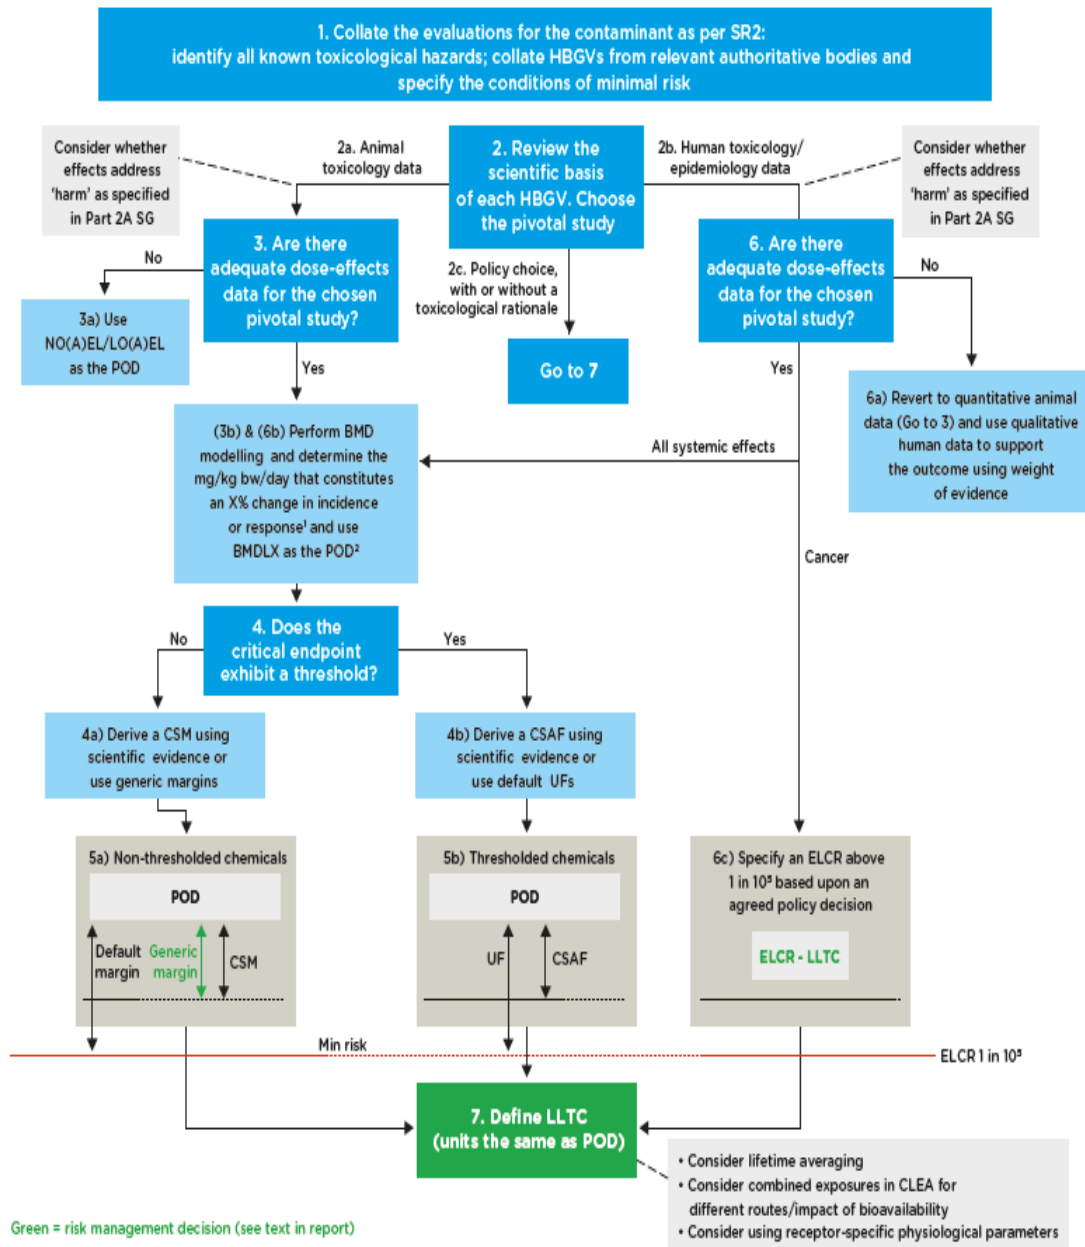 1. Collate the evaluations for the contaminant as per SR2:
identify all known toxicological hazards; collate HBGVs from relevant authoritative bodies and
specify the conditions of minimal risk
Consider whether
effects address
'harm' as specified
in Part 2A SG
2a. Animal
toxicology data
2. Review the
scientific basis
of each HBGV. Choose
the pivotal study
2b. Human toxicology/
epidemiology data
Consider whether
effects address
'harm' as specified
in Part 2A SG
No
3. Are there
adequate dose-effects
data for the chosen
pivotal study?
2c. Policy choice,
with or without a
toxicological rationale
6. Are there
adequate dose-effects
data for the chosen
pivotal study?
No
3a) Use
NO(A)EL/LO(A)EL
as the POD
Yes
Go to 7
Yes
6a) Revert to quantitative animal
data (Go to 3) and use qualitative
human data to support
the outcome using weight
of evidence
(3b) & (6b) Perform BMD
modelling and determine the
mg/kg bw/day that constitutes
an X% change in incidence
or response¹ and use
BMDLX as the POD²
All systemic effects
Cancer
No
4. Does the
critical endpoint
exhibit a threshold?
Yes
4a) Derive a CSM using
scientific evidence or
use generic margins
4b) Derive a CSAF using
scientific evidence or
use default UFs
5a) Non-thresholded chemicals
POD
Default
margin
Generic
margin
CSM
5b) Thresholded chemicals
POD
UF
CSAF
6c) Specify an ELCR above
1 in 10⁵ based upon an
agreed policy decision
ELCR - LLTC
Min risk
ELCR 1 in 10⁵
7. Define LLTC
(units the same as POD)
• Consider lifetime averaging
• Consider combined exposures in CLEA for
different routes/impact of bioavailability
• Consider using receptor-specific physiological parameters
Green = risk management decision (see text in report)